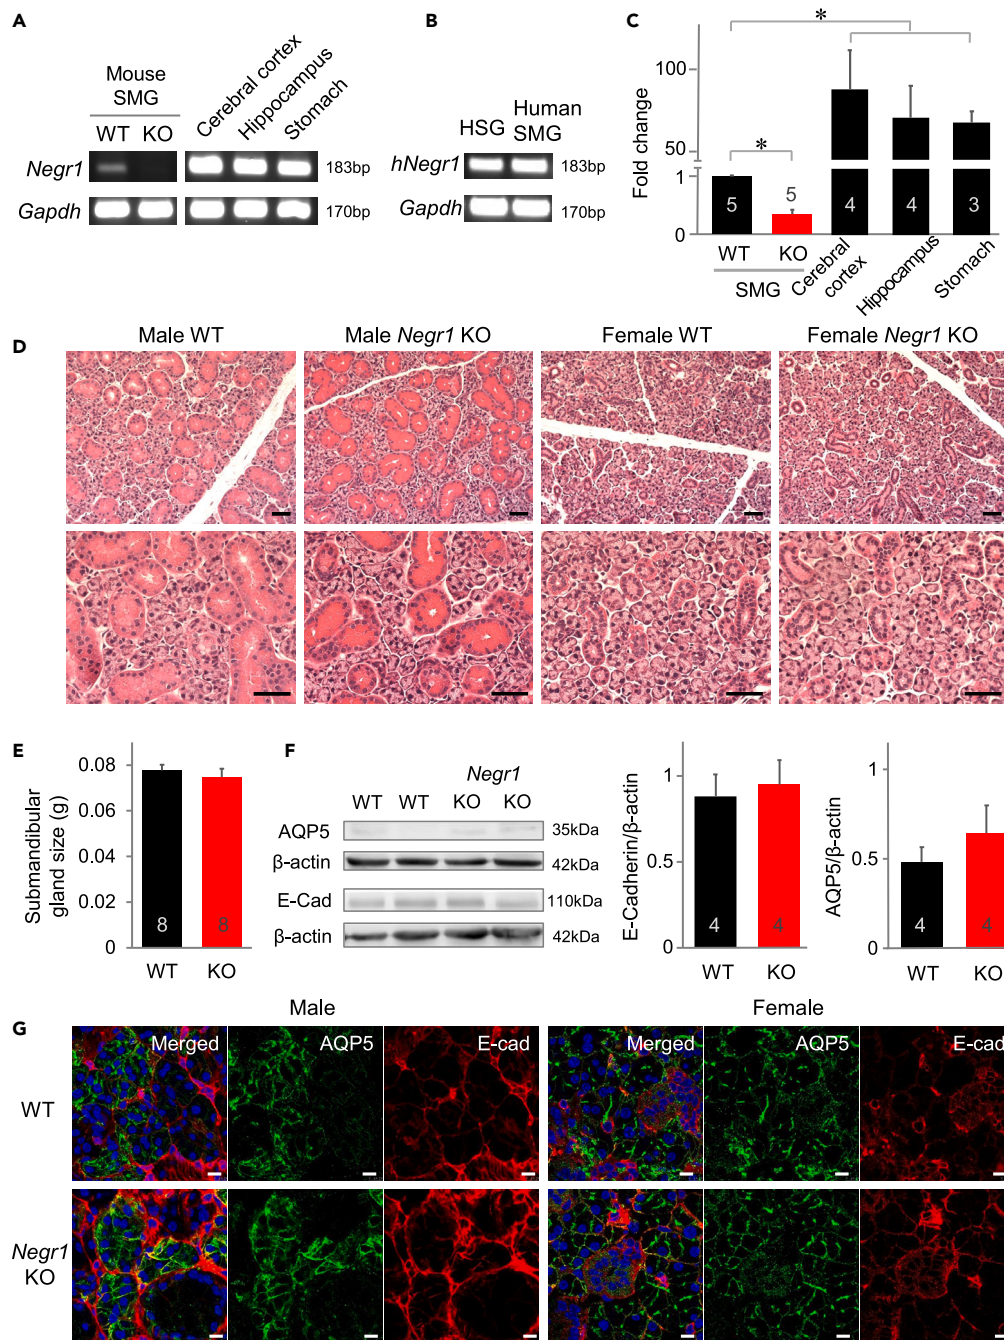 A
Mouse
SMG
WT KO
Cerebral cortex
Hippocampus
Stomach
Negr1
183bp
Gapdh
170bp
B
HSG
Human
SMG
hNegr1
183bp
Gapdh
170bp
C
Fold change
100
50
1
0
*
*
5
5
4
4
3
WT
KO
SMG
Cerebral
cortex
Hippocampus
Stomach
D
Male WT
Male Negr1 KO
Female WT
Female Negr1 KO
E
Submandibular
gland size (g)
0.08
0.06
0.04
0.02
0
8
8
WT
KO
F
Negr1
WT WT KO KO
AQP5
35kDa
β-actin
42kDa
E-Cad
110kDa
β-actin
42kDa
E-Cadherin/β-actin
1
0.5
0
4
4
WT
KO
AQP5/β-actin
1
0.5
0
4
4
WT
KO
G
Male
Female
Merged
AQP5
E-cad
Merged
AQP5
E-cad
WT
Negr1
KO